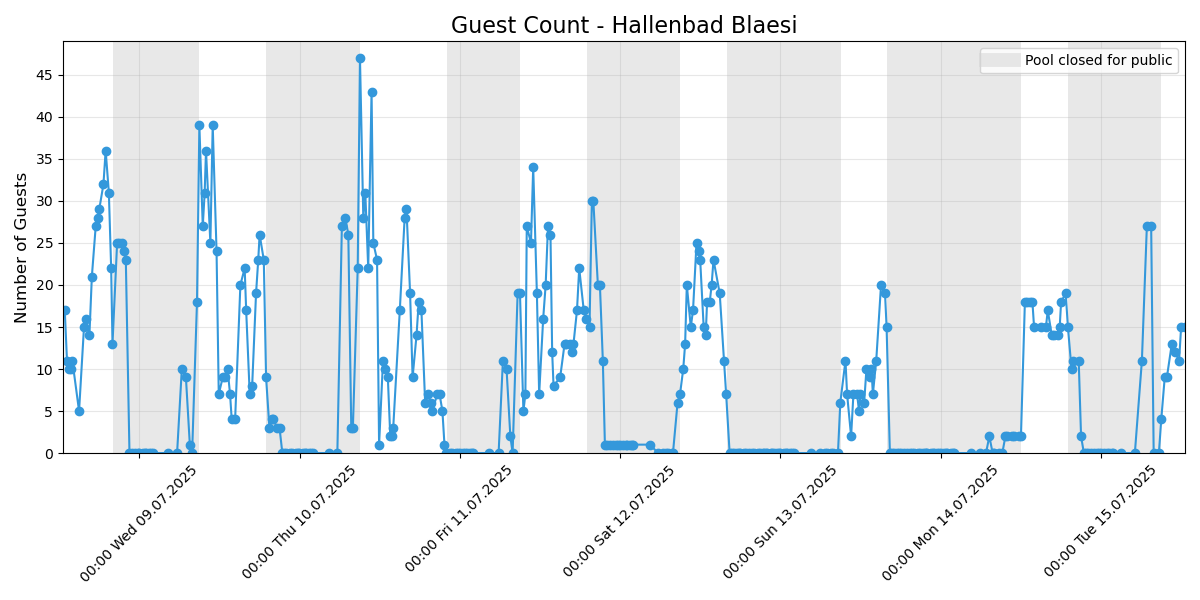 Guest Count - Hallenbad Blaesi
Pool closed for public
Number of Guests
45
40
35
30
25
20
15
10
5
0
00:00 Wed 09.07.2025
00:00 Thu 10.07.2025
00:00 Fri 11.07.2025
00:00 Sat 12.07.2025
00:00 Sun 13.07.2025
00:00 Mon 14.07.2025
00:00 Tue 15.07.2025